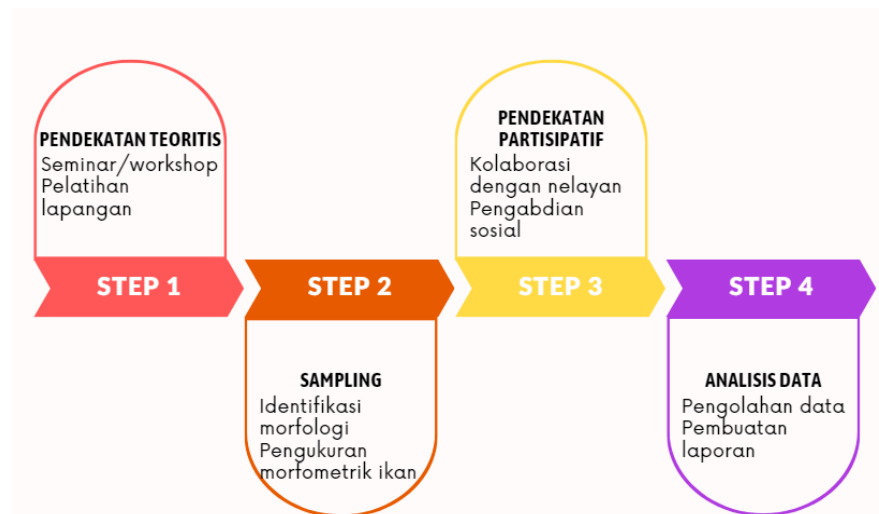 PENDEKATAN TEORITIS
Seminar/workshop
Pelatihan
lapangan
STEP 1
STEP 2
SAMPLING
Identifikasi
morfologi
Pengukuran
morfometrik ikan
PENDEKATAN
PARTISIPATIF
Kolaborasi
dengan nelayan
Pengabdian
sosial
STEP 3
STEP 4
ANALISIS DATA
Pengolahan data
Pembuatan
laporan